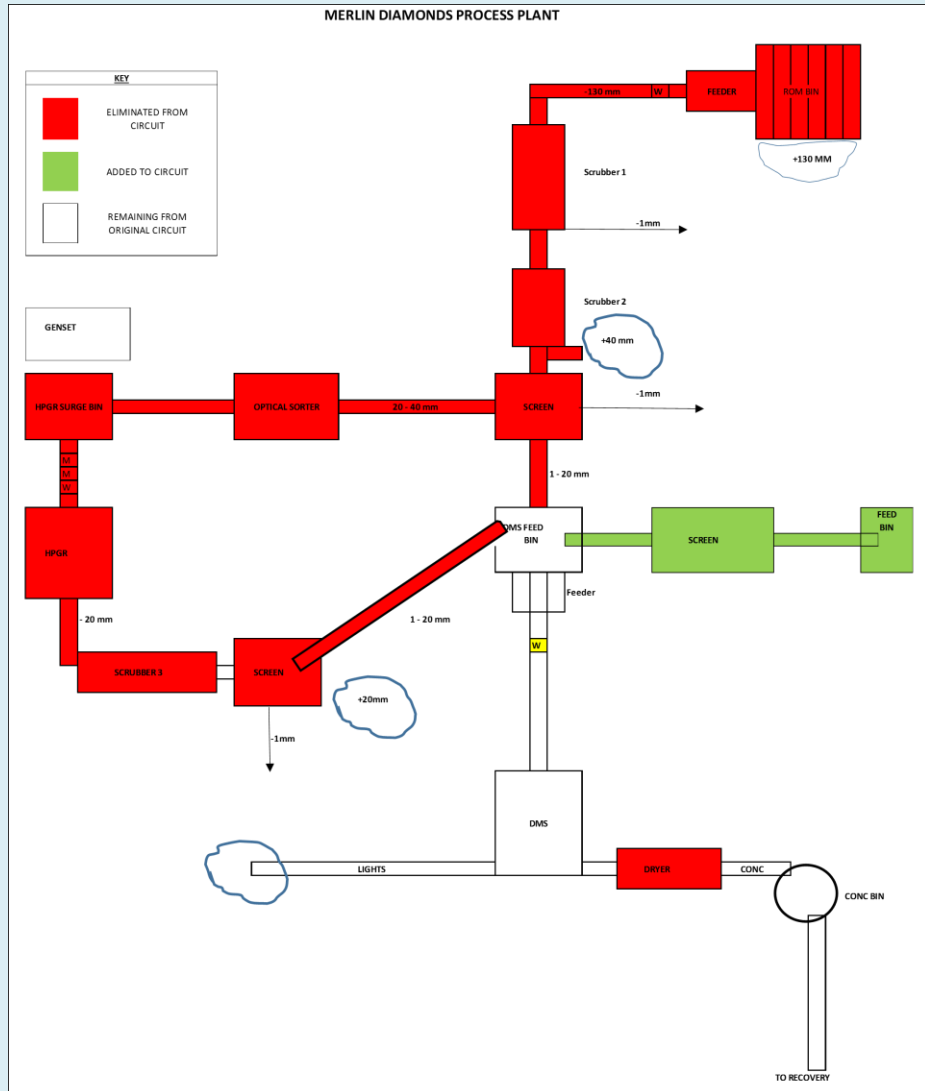 MERLIN DIAMONDS PROCESS PLANT
KEY
ELIMINATED FROM
CIRCUIT
ADDED TO CIRCUIT
REMAINING FROM
ORIGINAL CIRCUIT
-130 mm
W
FEEDER
ROM BIN
+130 MM
Scrubber 1
-1mm
Scrubber 2
+40 mm
GENSET
HPGR SURGE BIN
OPTICAL SORTER
20 - 40 mm
SCREEN
-1mm
M
M
W
1 - 20 mm
HPGR
DMS FEED
BIN
SCREEN
FEED
BIN
Feeder
- 20 mm
1 - 20 mm
W
SCRUBBER 3
SCREEN
+20mm
-1mm
DMS
LIGHTS
DRYER
CONC
CONC BIN
TO RECOVERY